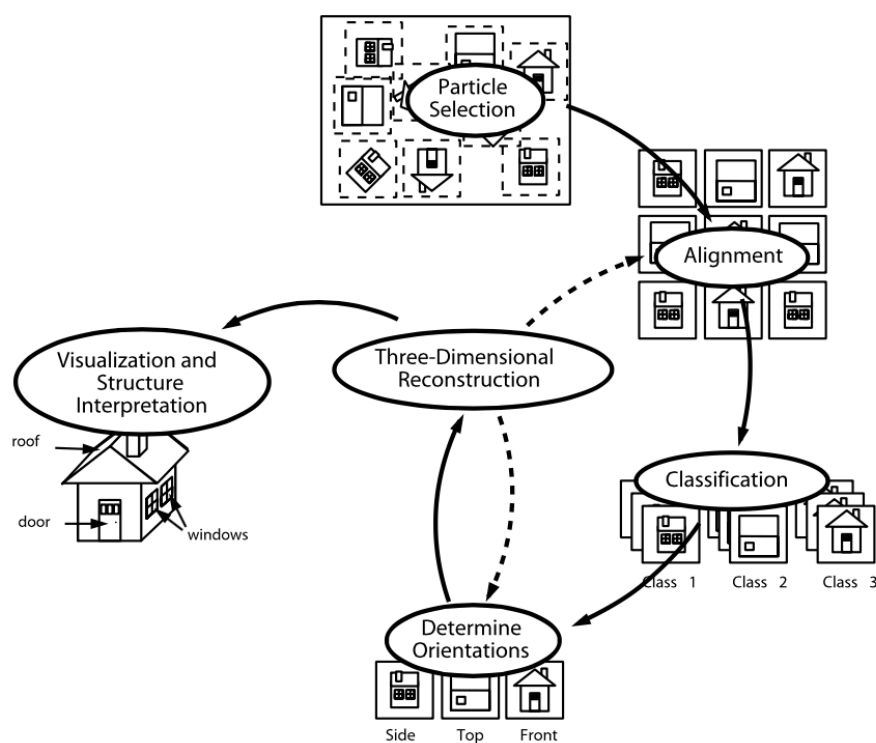 Particle
Selection
Alignment
Three-Dimensional
Reconstruction
Visualization and
Structure
Interpretation
roof
door
windows
Classification
Class 1
Class 2
Class 3
Determine
Orientations
Side
Top
Front